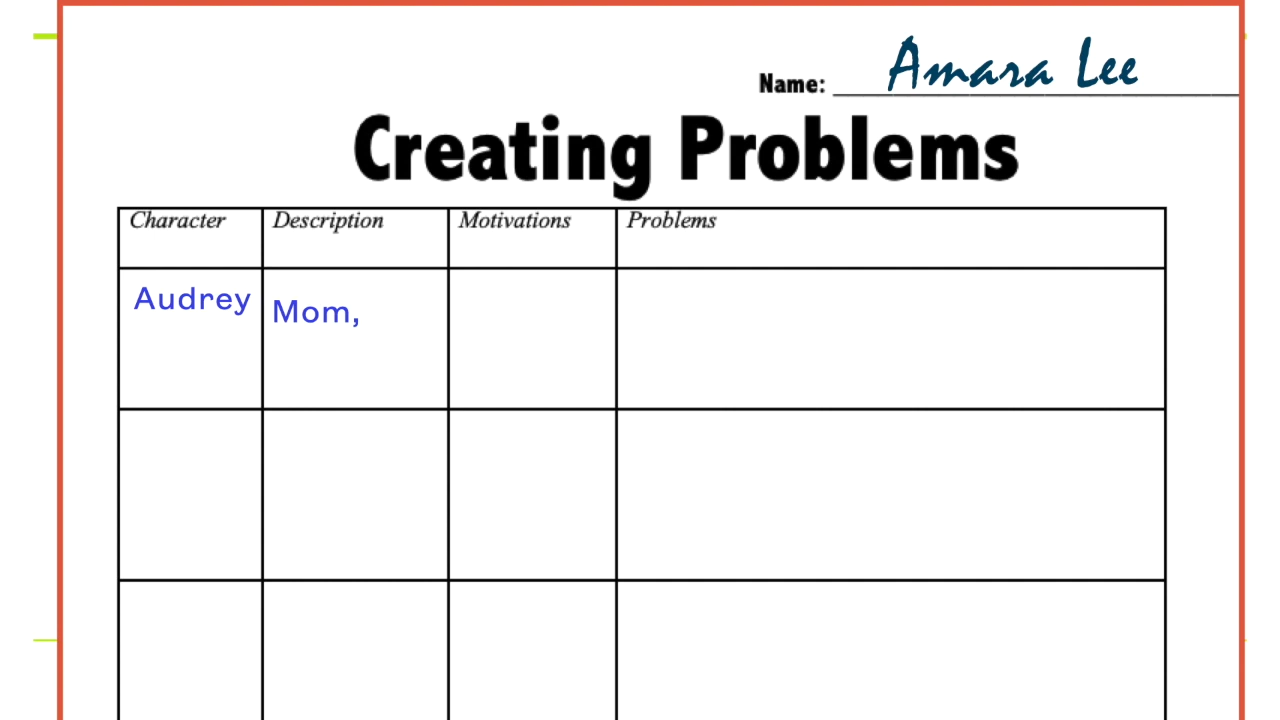 Name: Amara Lee
Creating Problems
Character Description Motivations Problems
Audrey Mom,